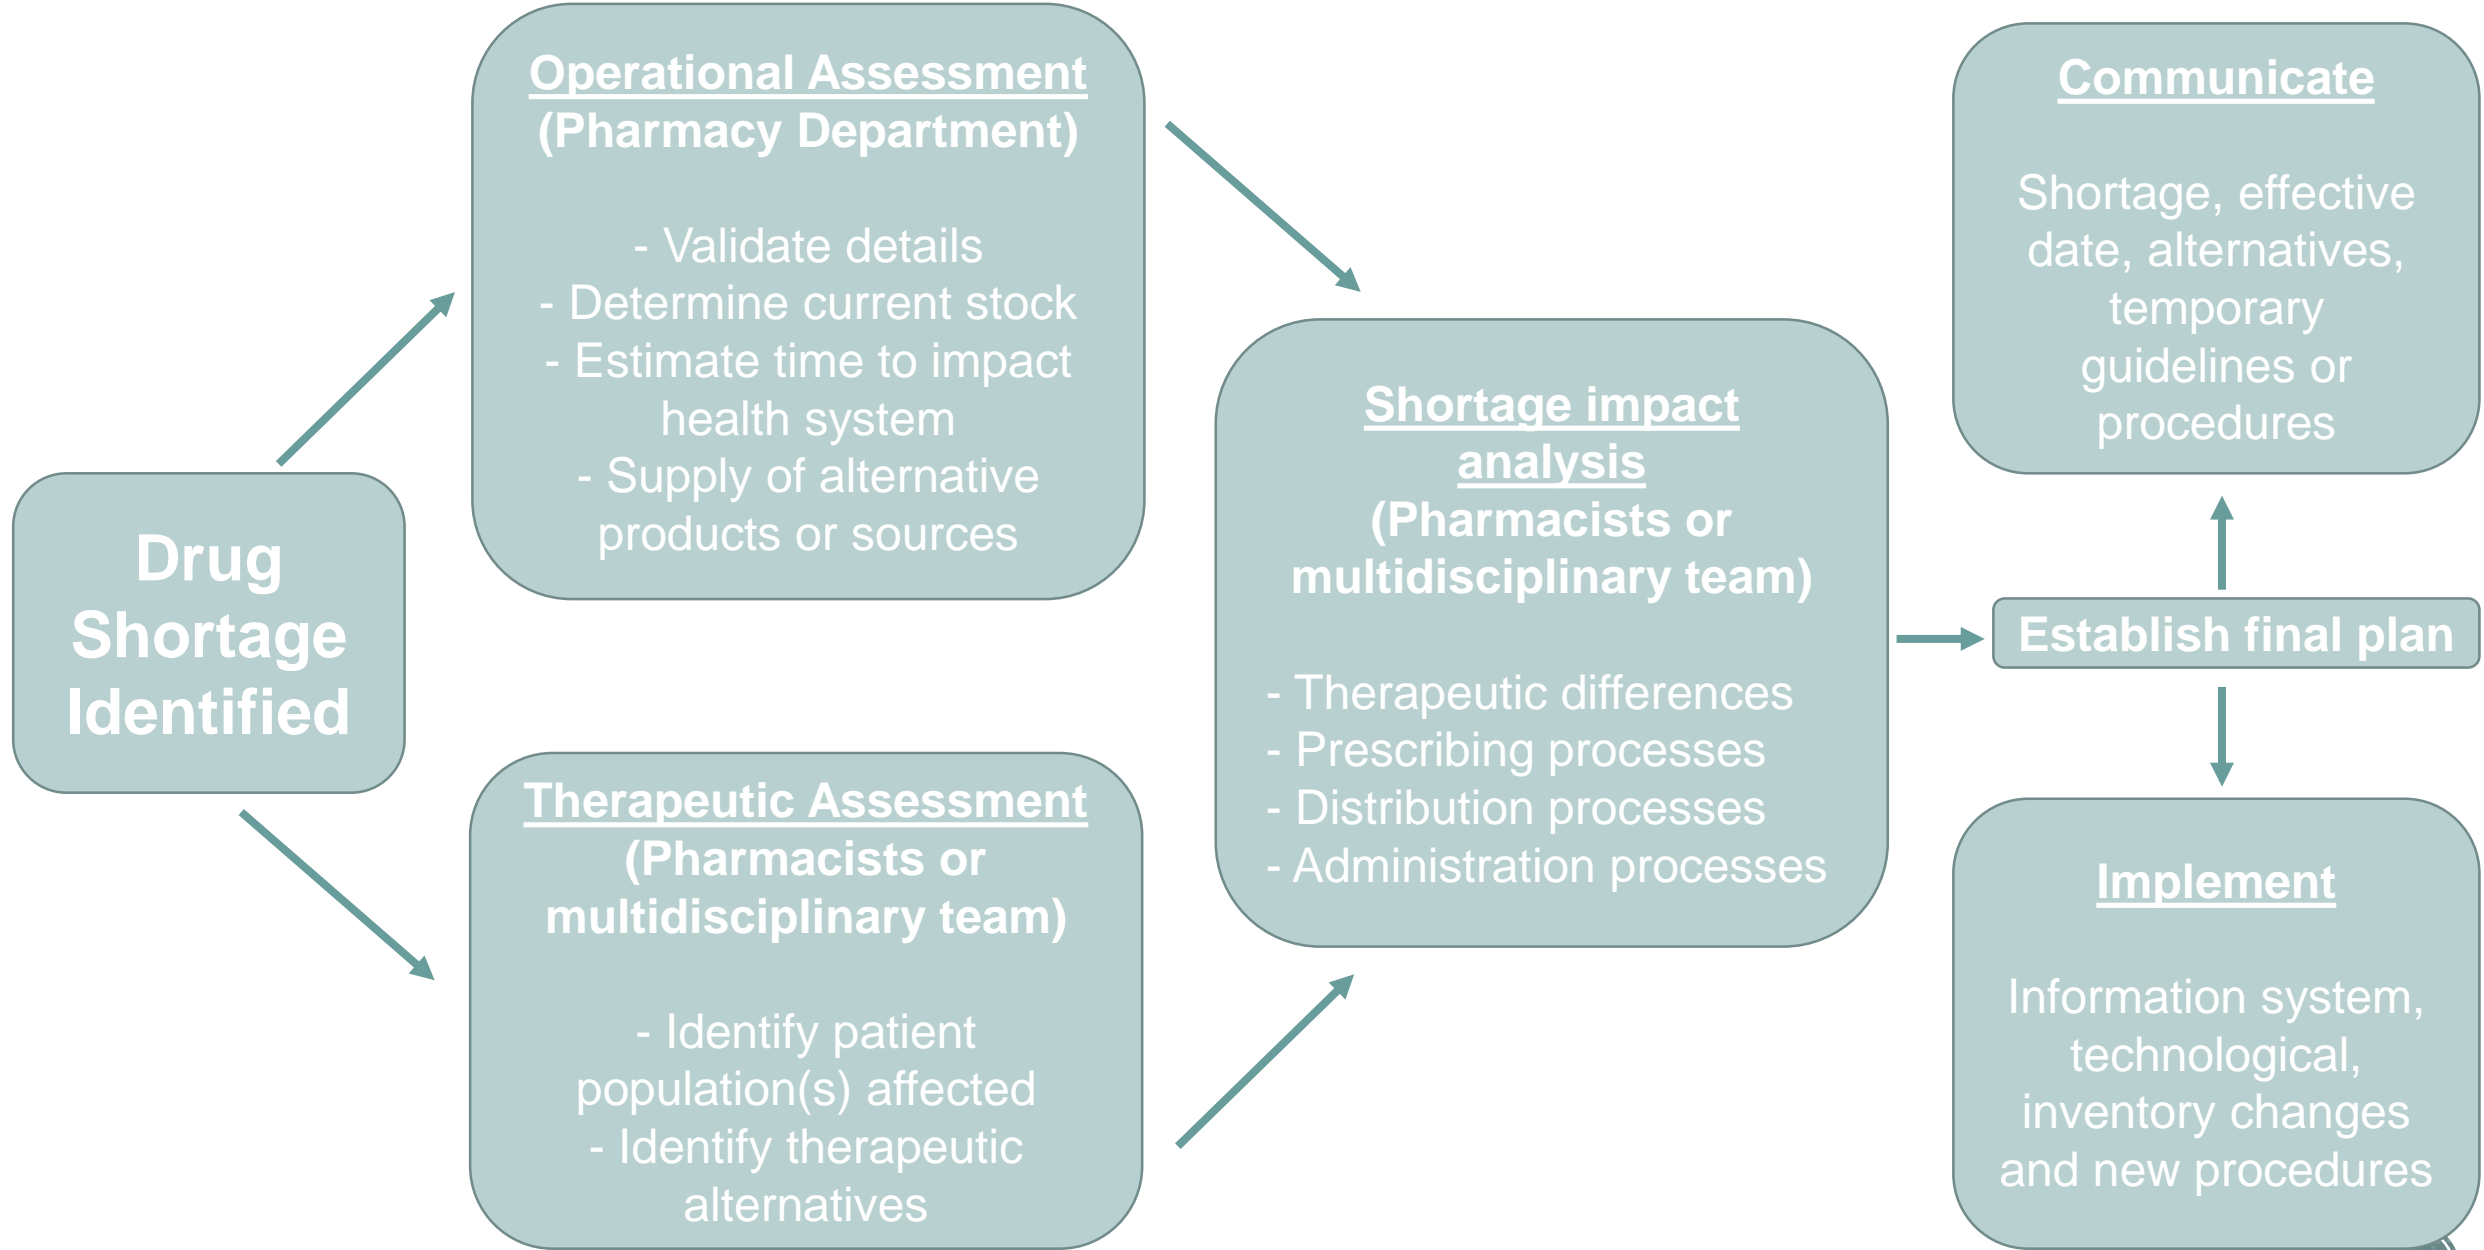 Drug
Shortage
Identified
Operational Assessment
(Pharmacy Department)
- Validate details
- Determine current stock
- Estimate time to impact
health system
- Supply of alternative
products or sources
Therapeutic Assessment
(Pharmacists or
multidisciplinary team)
- Identify patient
population(s) affected
- Identify therapeutic
alternatives
Shortage impact
analysis
(Pharmacists or
multidisciplinary team)
- Therapeutic differences
- Prescribing processes
- Distribution processes
- Administration processes
Establish final plan
Communicate
Shortage, effective
date, alternatives,
temporary
guidelines or
procedures
Implement
Information system,
technological,
inventory changes
and new procedures